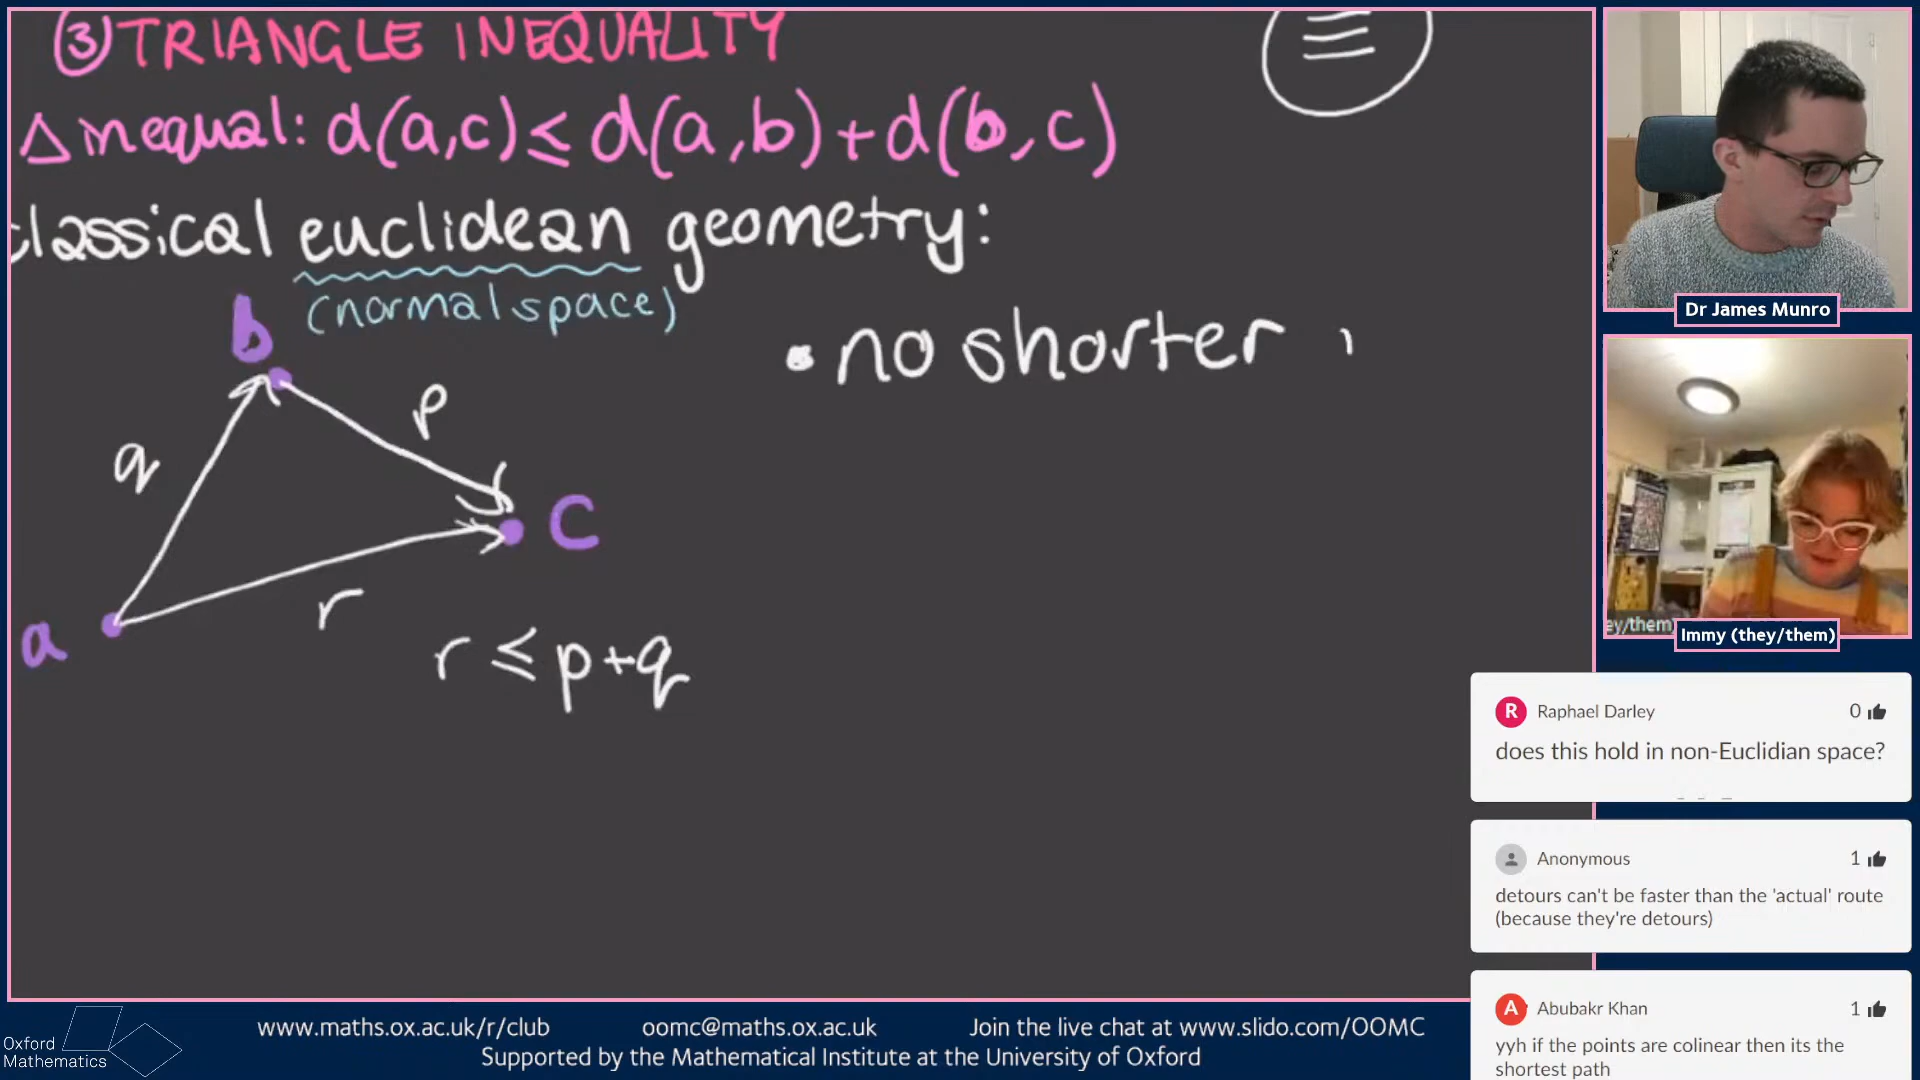 ③ TRIANGLE INEQUALITY
Δ inequal: d(a,c) ≤ d(a,b) + d(b,c)
classical euclidean geometry:
(normal space)
b
• no shorter
p
q
c
r
a
r ≤ p+q
Dr James Munro
ey/them)
Immy (they/them)
R Raphael Darley 0
does this hold in non-Euclidian space?
Anonymous 1
detours can't be faster than the 'actual' route
(because they're detours)
A Abubakr Khan 1
yyh if the points are colinear then its the
shortest path
Oxford
Mathematics
www.maths.ox.ac.uk/r/club oomc@maths.ox.ac.uk Join the live chat at www.slido.com/OOMC
Supported by the Mathematical Institute at the University of Oxford